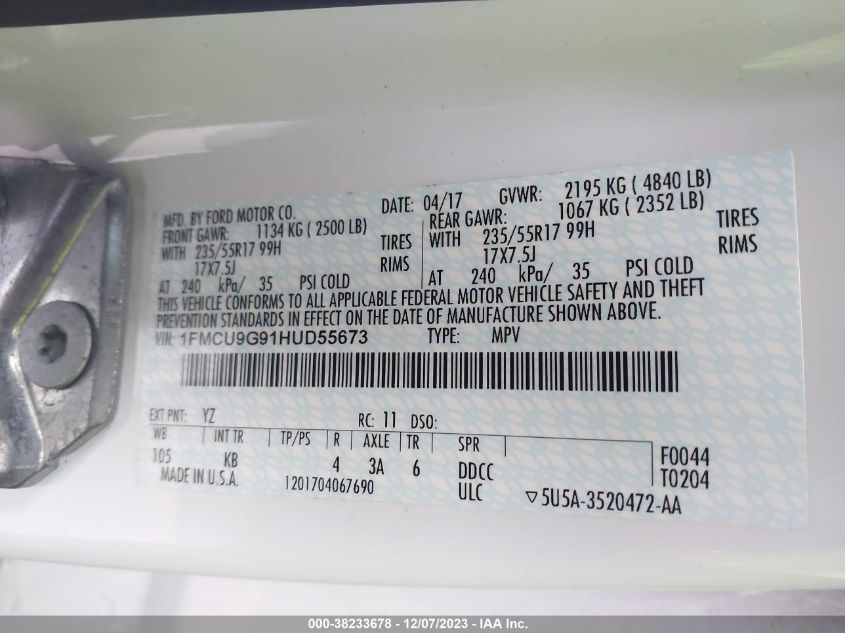 MFD. BY FORD MOTOR CO.
DATE: 04/17 GVWR: 2195 KG ( 4840 LB)
FRONT GAWR: 1134 KG ( 2500 LB)
REAR GAWR: 1067 KG ( 2352 LB)
WITH 235/55R17 99H TIRES
WITH 235/55R17 99H TIRES
17X7.5J RIMS
17X7.5J RIMS
AT 240 kPa/ 35 PSI COLD
AT 240 kPa/ 35 PSI COLD
THIS VEHICLE CONFORMS TO ALL APPLICABLE FEDERAL MOTOR VEHICLE SAFETY AND THEFT
PREVENTION STANDARDS IN EFFECT ON THE DATE OF MANUFACTURE SHOWN ABOVE.
VIN: 1FMCU9G91HUD55673 TYPE: MPV
EXT PNT: YZ RC: 11 DSO:
WB INT TR TP/PS R AXLE TR SPR
105 KB 4 3A 6 DDCC
F0044
T0204
MADE IN U.S.A. 1201704067690 ULC ▽5U5A-3520472-AA
000-38233678 - 12/07/2023 - IAAI.com